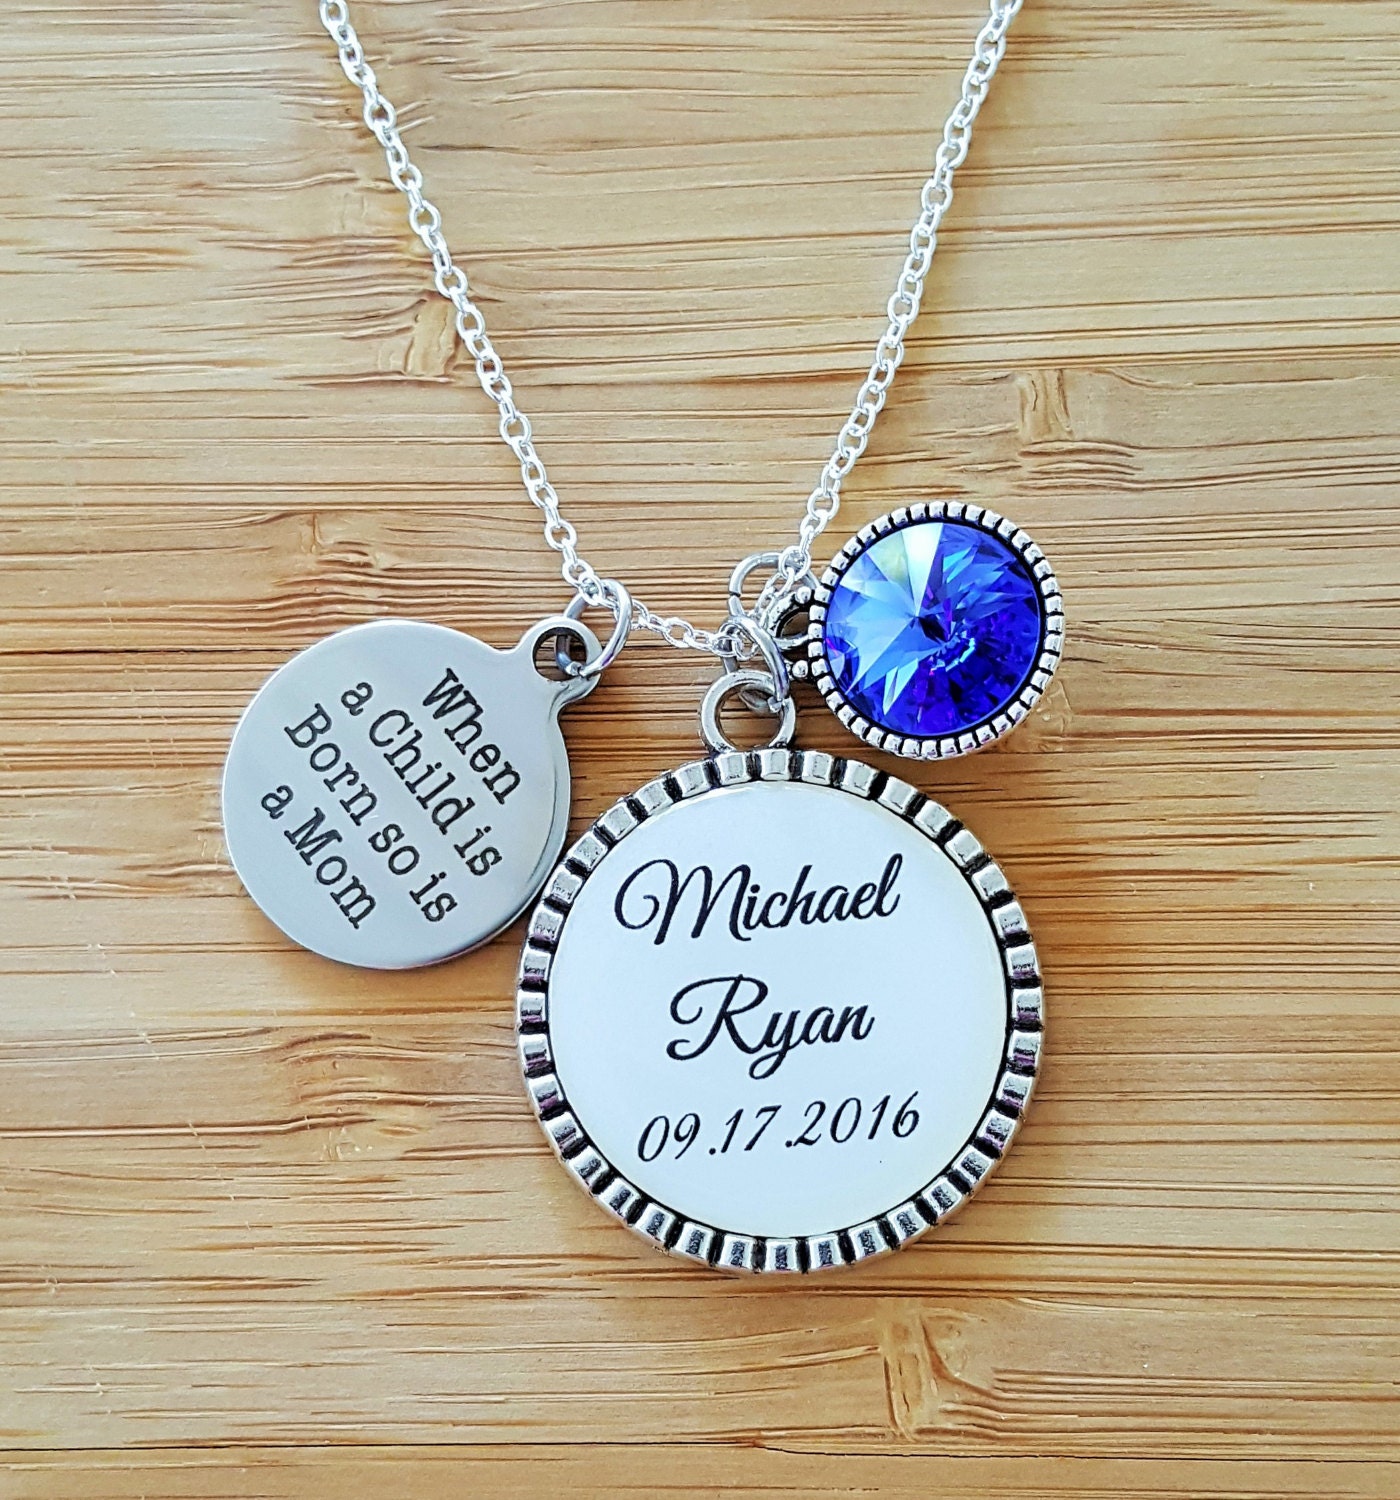 When
a Child is
Born so is
a Mom
Michael
Ryan
09.17.2016